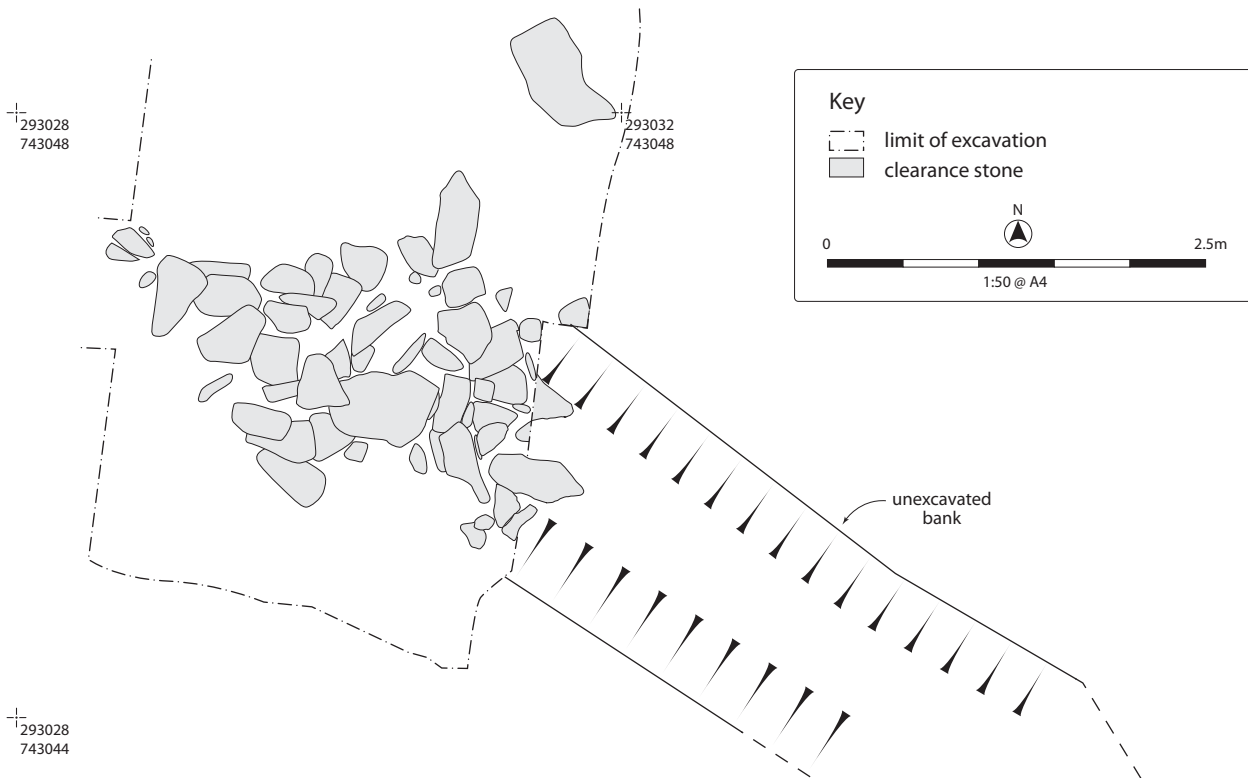 293028
743048
293032
743048
Key
limit of excavation
clearance stone
N
0
2.5m
1:50 @ A4
unexcavated
bank
293028
743044